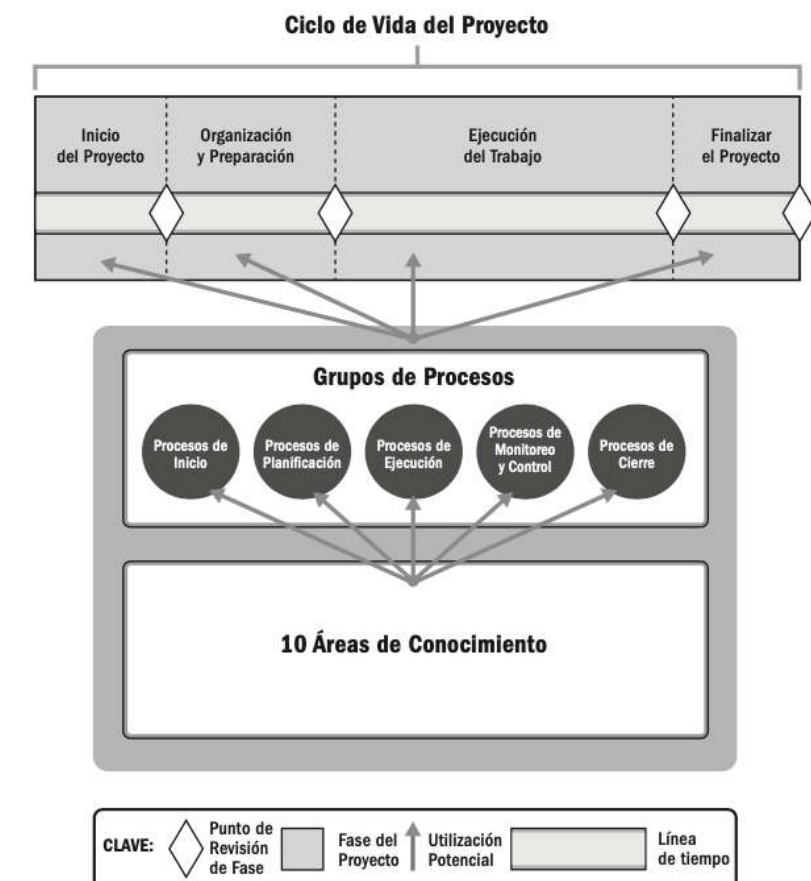 Ciclo de Vida del Proyecto
Inicio
del Proyecto
Organización
y Preparación
Ejecución
del Trabajo
Finalizar
el Proyecto
Grupos de Procesos
Procesos de
Inicio
Procesos de
Planificación
Procesos de
Ejecución
Procesos de
Monitoreo
y Control
Procesos de
Cierre
10 Áreas de Conocimiento
CLAVE:
Punto de
Revisión
de Fase
Fase del
Proyecto
Utilización
Potencial
Línea
de tiempo